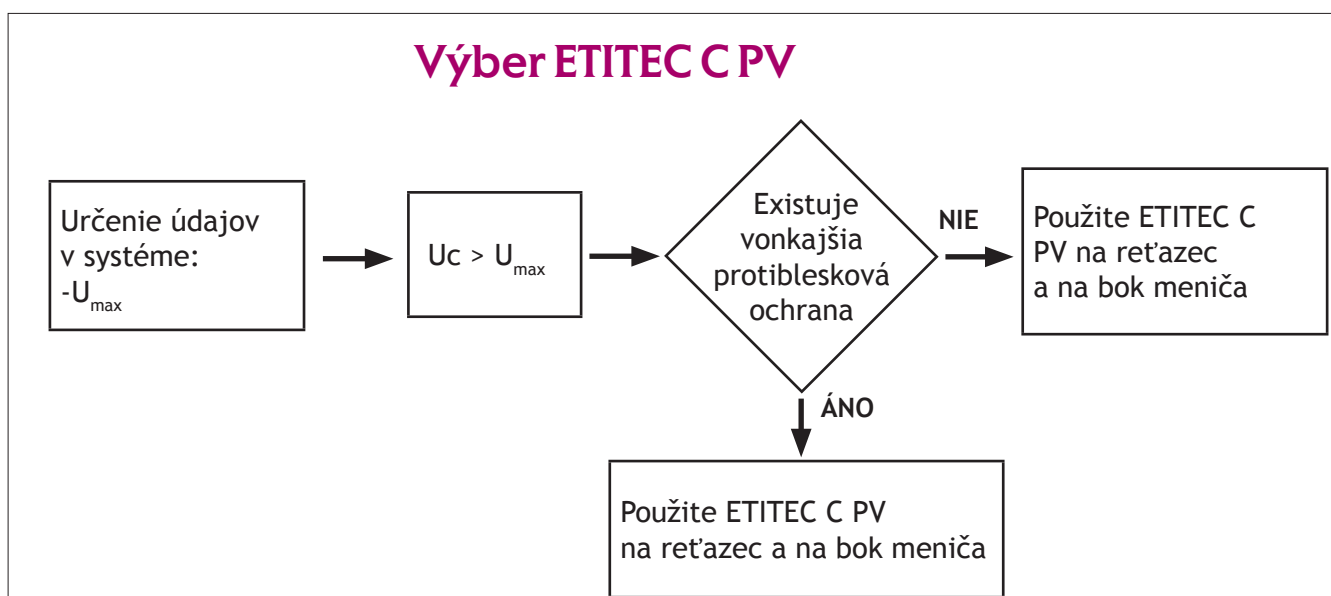 Výber ETITEC C PV
Určenie údajov
v systéme:
-Umax
Uc > Umax
Existuje
vonkajšia
protiblesková
ochrana
NIE
Použite ETITEC C
PV na reťazec
a na bok meniča
ÁNO
Použite ETITEC C PV
na reťazec a na bok meniča